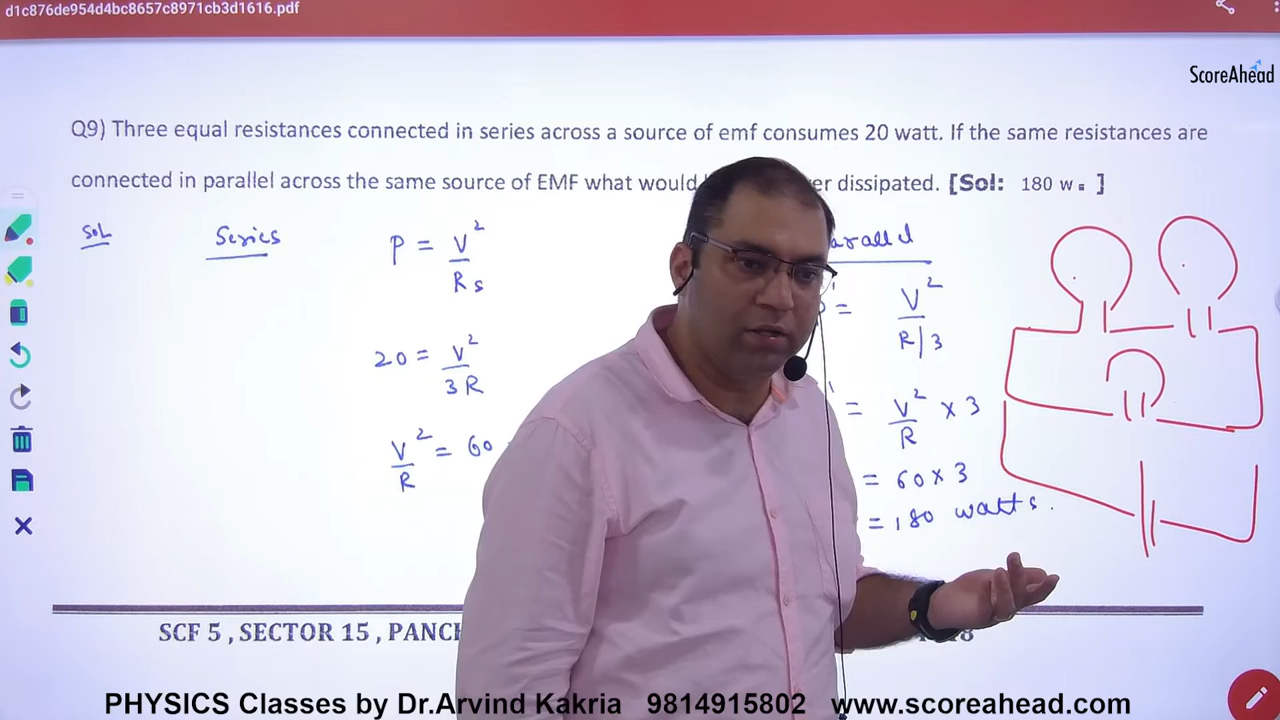 d1c876de954d4bc8657c8971cb3d1616.pdf
ScoreAhead
Q9) Three equal resistances connected in series across a source of emf consumes 20 watt. If the same resistances are
connected in parallel across the same source of EMF what would dissipated. [Sol: 180 w. ]
Sol
Series
P = V²/Rs
20 = V²/3R
V²/R = 60
= V²/R/3
= V²/R × 3
= 60 × 3
= 180 watts.
SCF 5 , SECTOR 15 ,
PHYSICS Classes by Dr.Arvind Kakria 9814915802 www.scoreahead.com